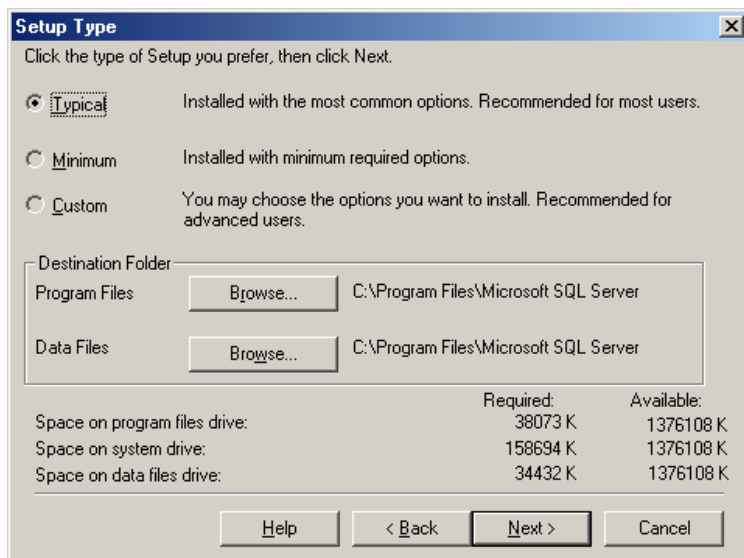 Setup Type
Click the type of Setup you prefer, then click Next.
Typical Installed with the most common options. Recommended for most users.
Minimum Installed with minimum required options.
Custom You may choose the options you want to install. Recommended for
advanced users.
Destination Folder
Program Files Browse... C:\Program Files\Microsoft SQL Server
Data Files Browse... C:\Program Files\Microsoft SQL Server
Required: Available:
Space on program files drive: 38073 K 1376108 K
Space on system drive: 158694 K 1376108 K
Space on data files drive: 34432 K 1376108 K
Help < Back Next > Cancel